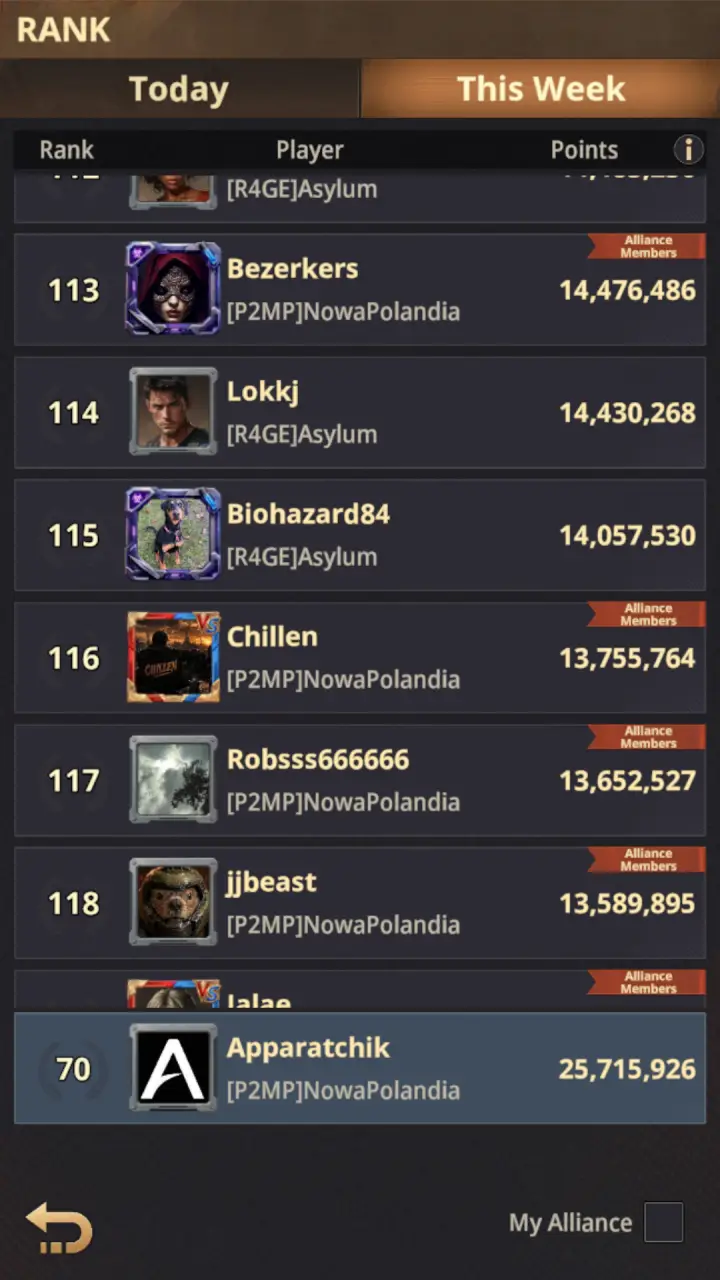 RANK
Today
This Week
Rank
Player
Points
[R4GE]Asylum
Alliance
Members
113
Bezerkers
[P2MP]NowaPolandia
14,476,486
114
Lokkj
[R4GE]Asylum
14,430,268
115
Biohazard84
[R4GE]Asylum
14,057,530
Alliance
Members
116
CHILLEN
VS
Chillen
[P2MP]NowaPolandia
13,755,764
Alliance
Members
117
Robsss666666
[P2MP]NowaPolandia
13,652,527
Alliance
Members
118
jjbeast
[P2MP]NowaPolandia
13,589,895
Alliance
Members
VS
70
Apparatchik
[P2MP]NowaPolandia
25,715,926
My Alliance